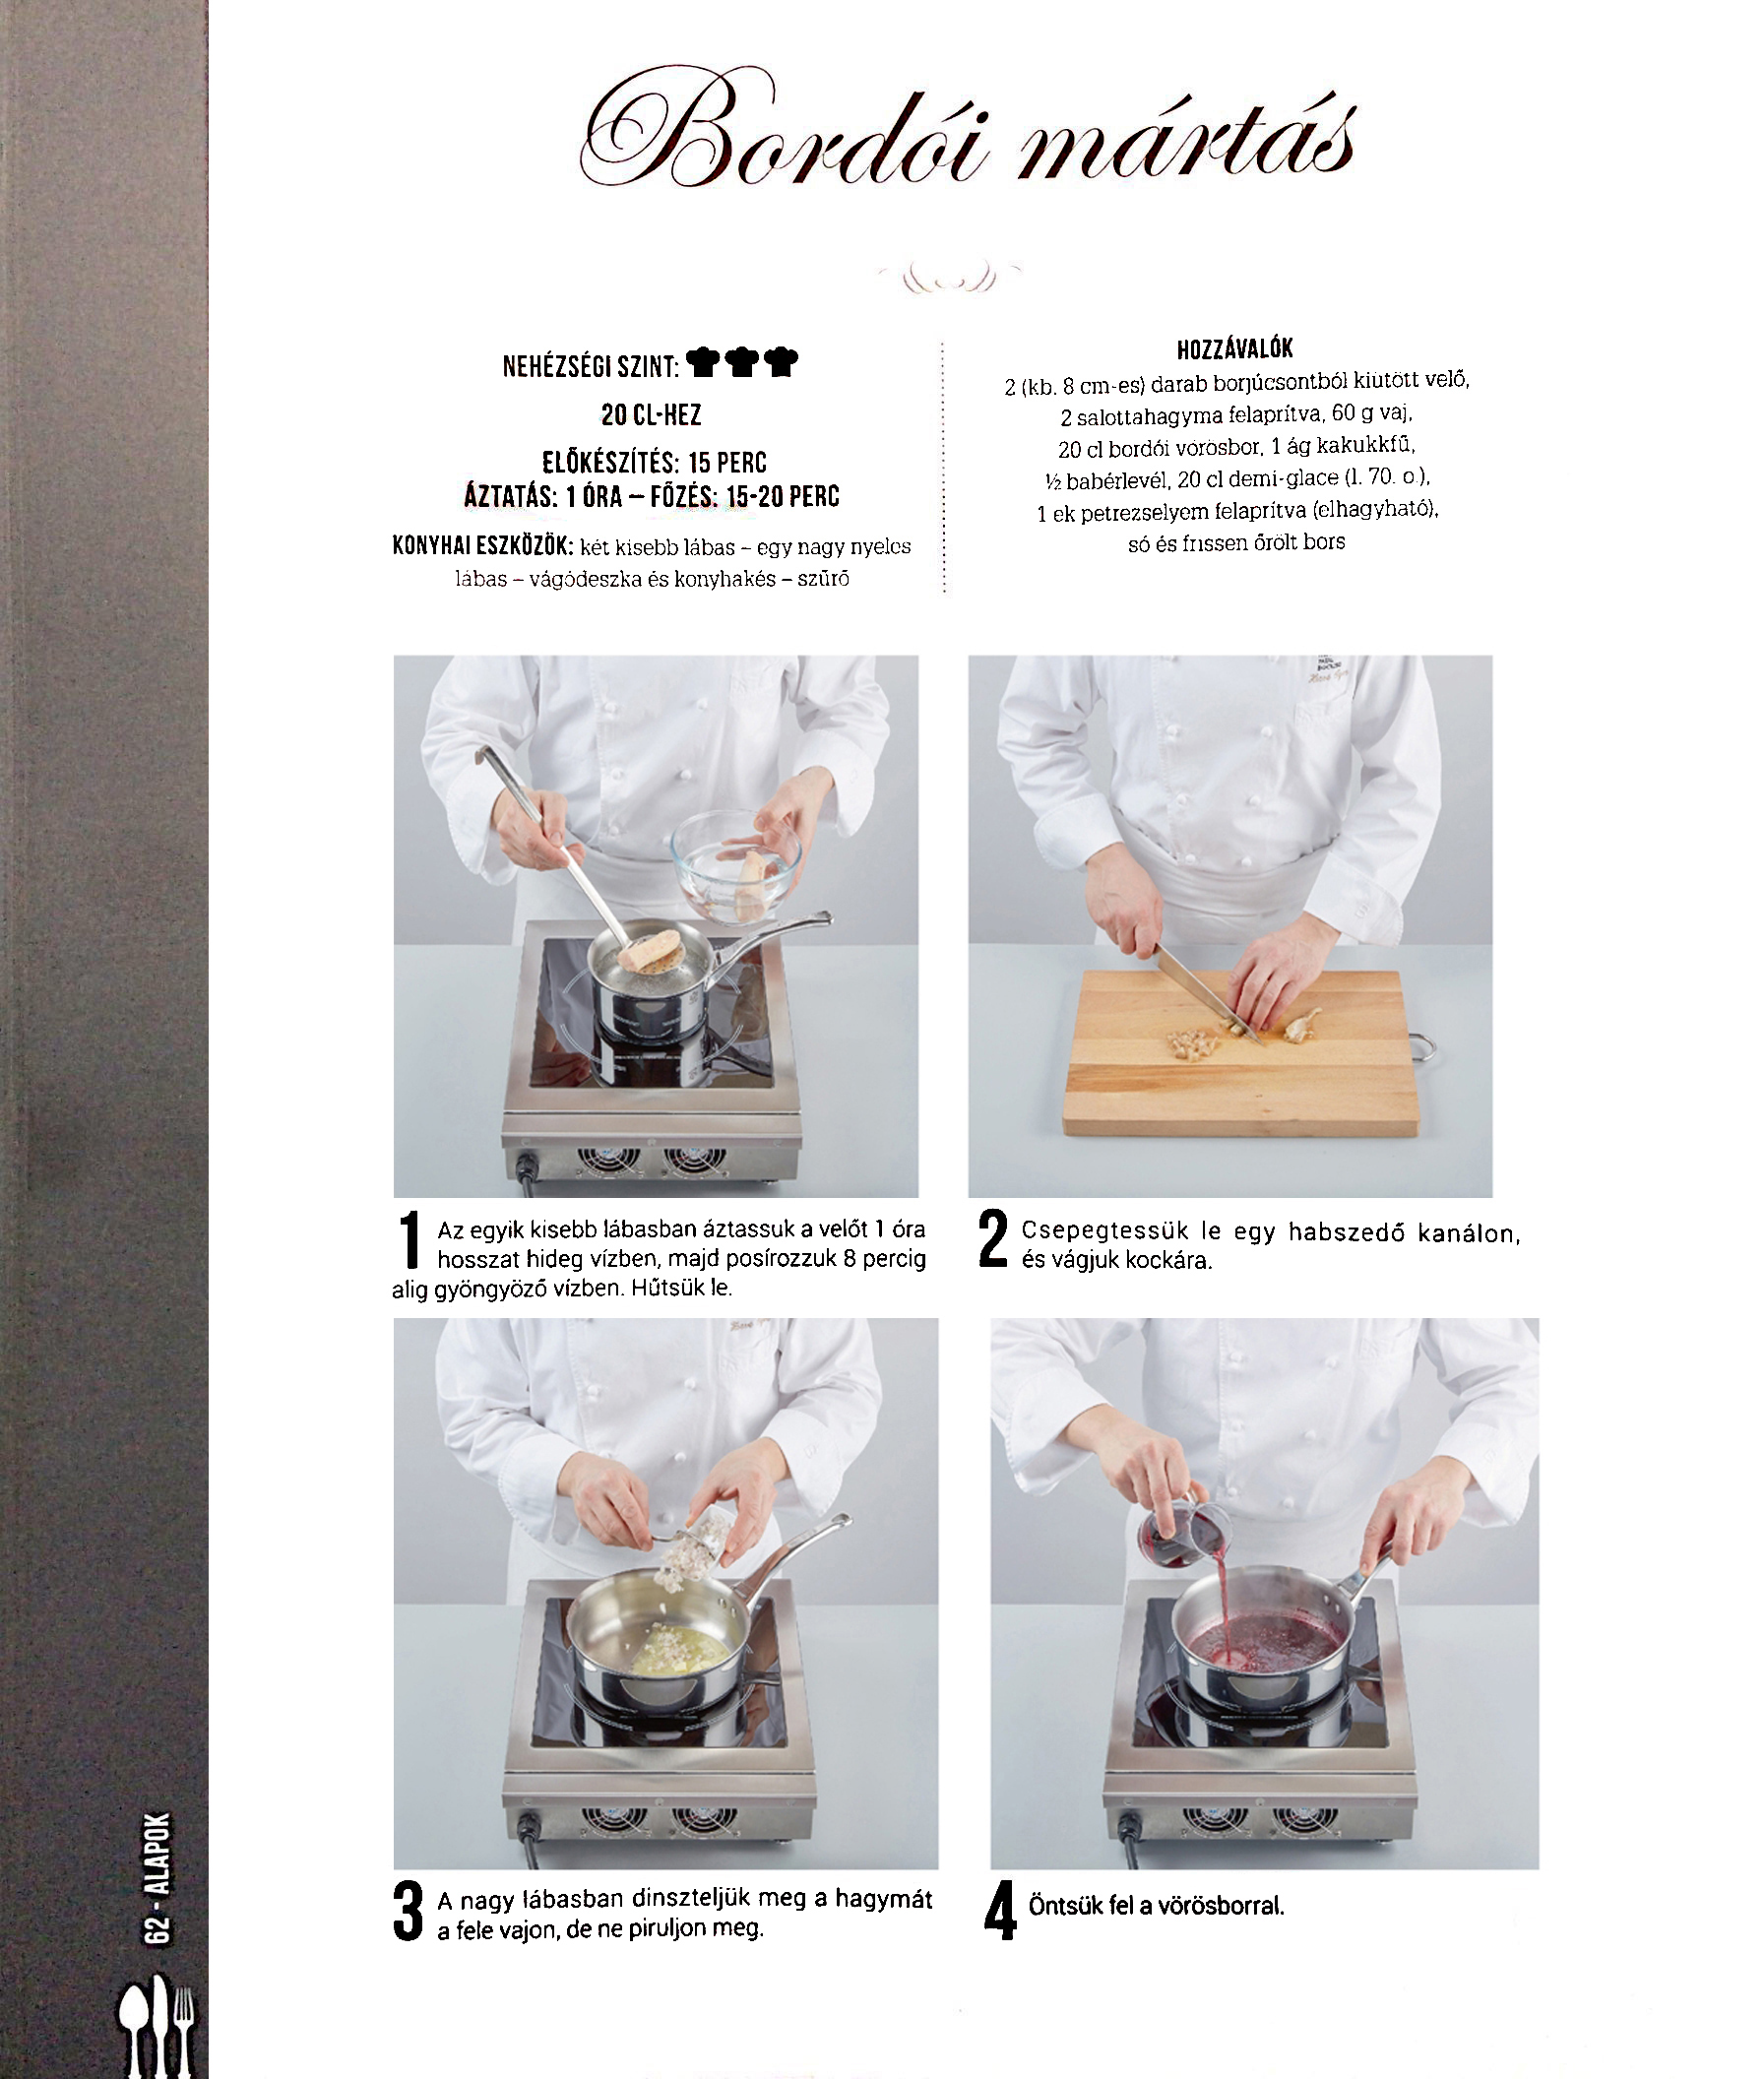 Bordói mártás
NEHÉZSÉGI SZINT:
20 CL-HEZ
ELŐKÉSZÍTÉS: 15 PERC
ÁZTATÁS: 1 ÓRA – FŐZÉS: 15-20 PERC
KONYHAI ESZKÖZÖK: két kisebb lábas – egy nagy nyeles
lábas – vágódeszka és konyhakés – szűrő
HOZZÁVALÓK
2 (kb. 8 cm-es) darab borjúcsontból kiütött velő,
2 salottahagyma felaprítva, 60 g vaj,
20 cl bordói vörösbor, 1 ág kakukkfű,
½ babérlevél, 20 cl demi-glace (l. 70. o.),
1 ek petrezselyem felaprítva (elhagyható),
só és frissen őrölt bors
1 Az egyik kisebb lábasban áztassuk a velőt 1 óra
hosszat hideg vízben, majd posírozzuk 8 percig
alig gyöngyöző vízben. Hűtsük le.
2 Csepegtessük le egy habszedő kanálon,
és vágjuk kockára.
3 A nagy lábasban dinszteljük meg a hagymát
a fele vajon, de ne piruljon meg.
4 Öntsük fel a vörösborral.
62 - ALAPOK